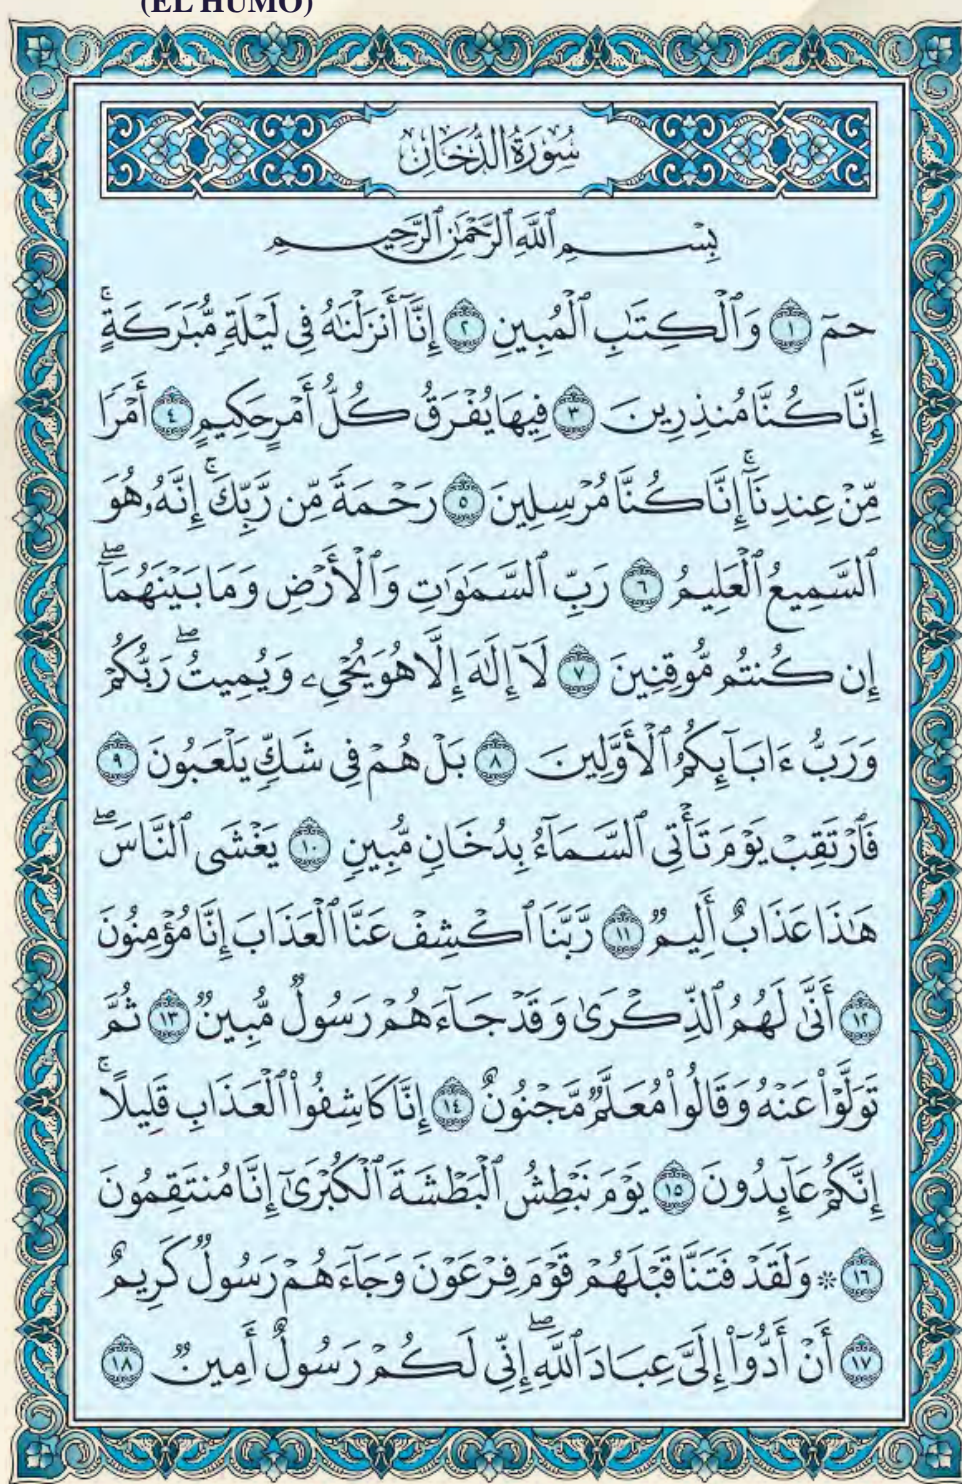 (EL HUMO)
سُورَةُ الدُّخَانِ
بِسْمِ ٱللَّهِ ٱلرَّحْمَٰنِ ٱلرَّحِيمِ
حمٓ ١ وَٱلْكِتَٰبِ ٱلْمُبِينِ ٢ إِنَّآ أَنزَلْنَٰهُ فِى لَيْلَةٍ مُّبَٰرَكَةٍۚ
إِنَّا كُنَّا مُنذِرِينَ ٣ فِيهَا يُفْرَقُ كُلُّ أَمْرٍ حَكِيمٍ ٤ أَمْرًا
مِّنْ عِندِنَآۚ إِنَّا كُنَّا مُرْسِلِينَ ٥ رَحْمَةً مِّن رَّبِّكَۚ إِنَّهُۥ هُوَ
ٱلسَّمِيعُ ٱلْعَلِيمُ ٦ رَبِّ ٱلسَّمَٰوَٰتِ وَٱلْأَرْضِ وَمَا بَيْنَهُمَآۖ
إِن كُنتُم مُّوقِنِينَ ٧ لَآ إِلَٰهَ إِلَّا هُوَ يُحْىِۦ وَيُمِيتُۖ رَبُّكُمْ
وَرَبُّ ءَابَآئِكُمُ ٱلْأَوَّلِينَ ٨ بَلْ هُمْ فِى شَكٍّ يَلْعَبُونَ ٩
فَٱرْتَقِبْ يَوْمَ تَأْتِى ٱلسَّمَآءُ بِدُخَانٍ مُّبِينٍ ١٠ يَغْشَى ٱلنَّاسَۖ
هَٰذَا عَذَابٌ أَلِيمٌ ١١ رَّبَّنَا ٱكْشِفْ عَنَّا ٱلْعَذَابَ إِنَّا مُؤْمِنُونَ
١٢ أَنَّىٰ لَهُمُ ٱلذِّكْرَىٰ وَقَدْ جَآءَهُمْ رَسُولٌ مُّبِينٌ ١٣ ثُمَّ
تَوَلَّوْا۟ عَنْهُ وَقَالُوا۟ مُعَلَّمٌ مَّجْنُونٌ ١٤ إِنَّا كَاشِفُوا۟ ٱلْعَذَابِ قَلِيلًاۚ
إِنَّكُمْ عَآئِدُونَ ١٥ يَوْمَ نَبْطِشُ ٱلْبَطْشَةَ ٱلْكُبْرَىٰٓ إِنَّا مُنتَقِمُونَ
١٦ ۞ وَلَقَدْ فَتَنَّا قَبْلَهُمْ قَوْمَ فِرْعَوْنَ وَجَآءَهُمْ رَسُولٌ كَرِيمٌ
١٧ أَنْ أَدُّوٓا۟ إِلَىَّ عِبَادَ ٱللَّهِۖ إِنِّى لَكُمْ رَسُولٌ أَمِينٌ ١٨